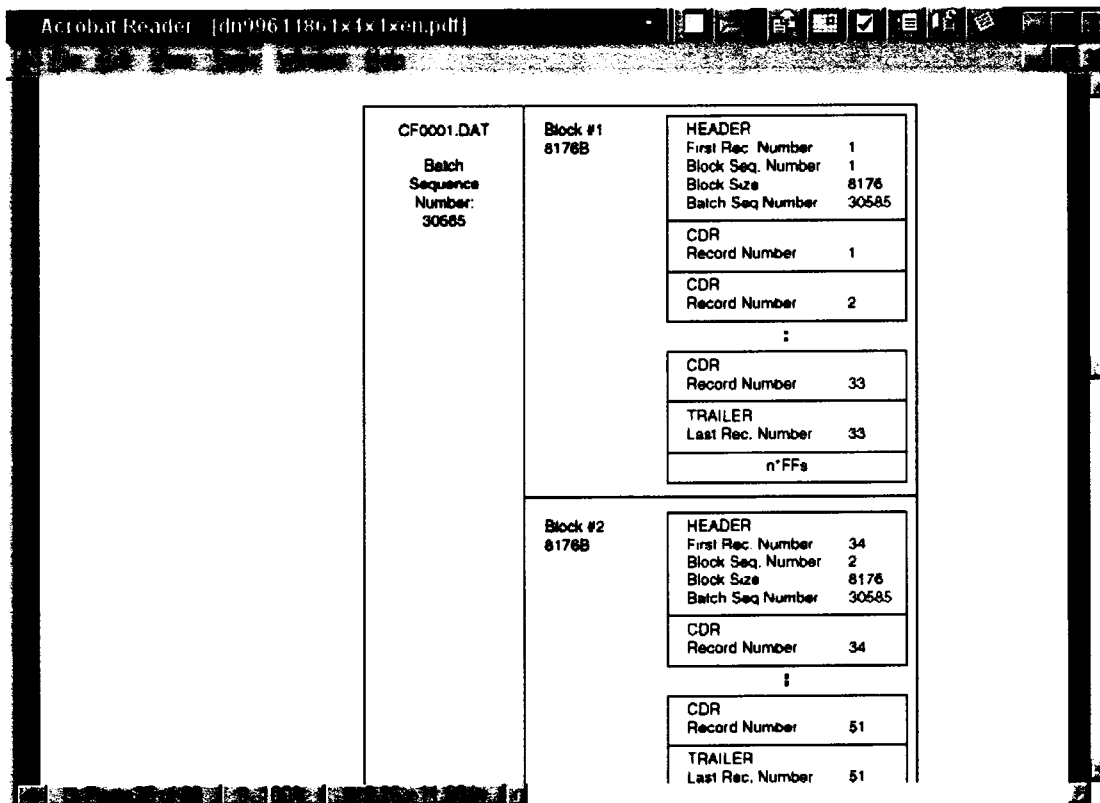 Acrobat Reader - [dn99611861x4x1xen.pdf]
CF0001.DAT
Batch
Sequence
Number:
30585
Block #1
8176B
HEADER
First Rec. Number 1
Block Seq. Number 1
Block Size 8176
Batch Seq Number 30585
CDR
Record Number 1
CDR
Record Number 2
:
CDR
Record Number 33
TRAILER
Last Rec. Number 33
n*FFs
Block #2
8176B
HEADER
First Rec. Number 34
Block Seq. Number 2
Block Size 8176
Batch Seq Number 30585
CDR
Record Number 34
:
CDR
Record Number 51
TRAILER
Last Rec. Number 51